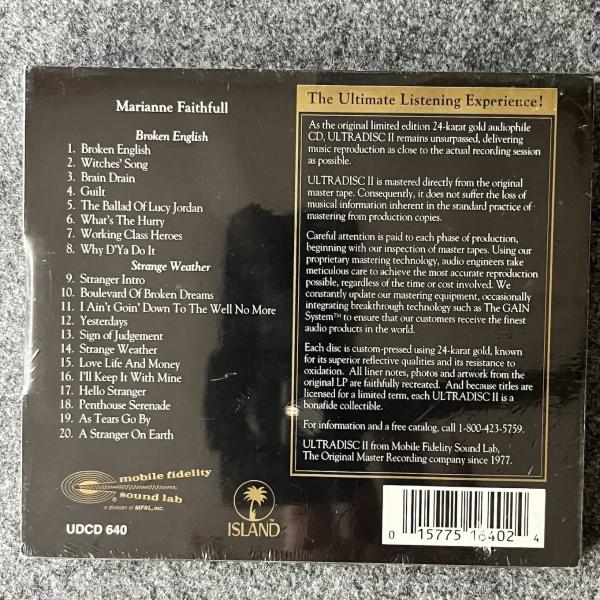 Marianne Faithfull
Broken English
1. Broken English
2. Witches' Song
3. Brain Drain
4. Guilt
5. The Ballad Of Lucy Jordan
6. What's The Hurry
7. Working Class Heroes
8. Why D'Ya Do It
Strange Weather
9. Stranger Intro
10. Boulevard Of Broken Dreams
11. I Ain't Goin' Down To The Well No More
12. Yesterdays
13. Sign of Judgement
14. Strange Weather
15. Love Life And Money
16. I'll Keep It With Mine
17. Hello Stranger
18. Penthouse Serenade
19. As Tears Go By
20. A Stranger On Earth
mobile fidelity
sound lab
a division of MFSL, inc.
UDCD 640
ISLAND™
The Ultimate Listening Experience!
As the original limited edition 24-karat gold audiophile
CD, ULTRADISC II remains unsurpassed, delivering
music reproduction as close to the actual recording session
as possible.
ULTRADISC II is mastered directly from the original
master tape. Consequently, it does not suffer the loss of
musical information inherent in the standard practice of
mastering from production copies.
Careful attention is paid to each phase of production,
beginning with our inspection of master tapes. Using our
proprietary mastering technology, audio engineers take
meticulous care to achieve the most accurate reproduction
possible, regardless of the time or cost involved. We
constantly update our mastering equipment, occasionally
integrating breakthrough technology such as The GAIN
System™ to ensure that our customers receive the finest
audio products in the world.
Each disc is custom-pressed using 24-karat gold, known
for its superior reflective qualities and its resistance to
oxidation. All liner notes, photos and artwork from the
original LP are faithfully recreated. And because titles are
licensed for a limited term, each ULTRADISC II is a
bonafide collectible.
For information and a free catalog, call 1-800-423-5759.
ULTRADISC II from Mobile Fidelity Sound Lab,
The Original Master Recording company since 1977.
0 15775 16402 4